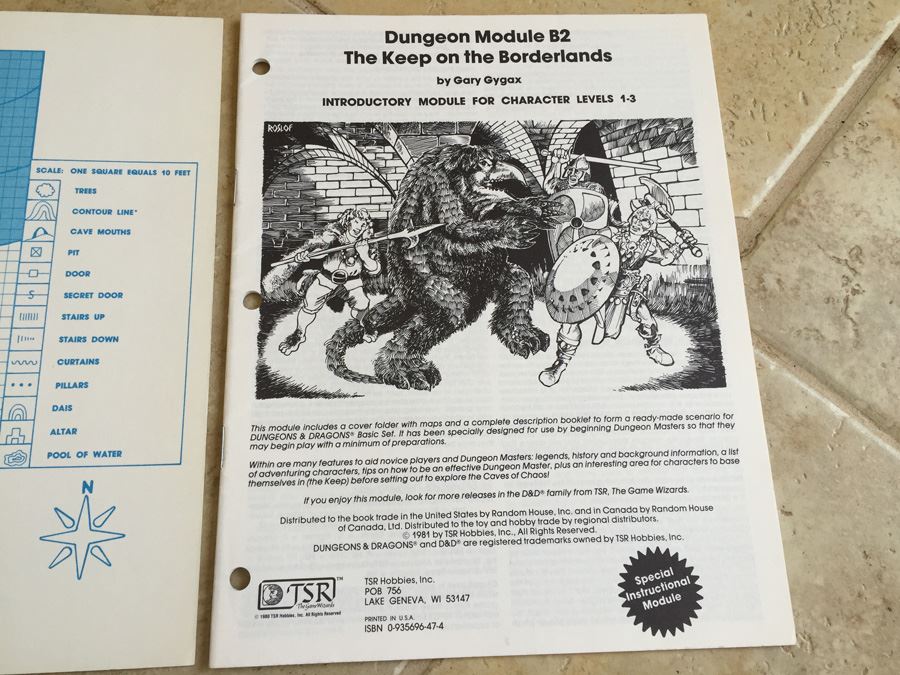 SCALE: ONE SQUARE EQUALS 10 FEET
TREES
CONTOUR LINE*
CAVE MOUTHS
PIT
DOOR
S
SECRET DOOR
STAIRS UP
STAIRS DOWN
CURTAINS
PILLARS
DAIS
ALTAR
POOL OF WATER
N
Dungeon Module B2
The Keep on the Borderlands
by Gary Gygax
INTRODUCTORY MODULE FOR CHARACTER LEVELS 1-3
ROSLOF
This module includes a cover folder with maps and a complete description booklet to form a ready-made scenario for
DUNGEONS & DRAGONS® Basic Set. It has been specially designed for use by beginning Dungeon Masters so that they
may begin play with a minimum of preparations.
Within are many features to aid novice players and Dungeon Masters: legends, history and background information, a list
of adventuring characters, tips on how to be an effective Dungeon Master, plus an interesting area for characters to base
themselves in (the Keep) before setting out to explore the Caves of Chaos!
If you enjoy this module, look for more releases in the D&D® family from TSR, The Game Wizards.
Distributed to the book trade in the United States by Random House, Inc. and in Canada by Random House
of Canada, Ltd. Distributed to the toy and hobby trade by regional distributors.
© 1981 by TSR Hobbies, Inc., All Rights Reserved.
DUNGEONS & DRAGONS® and D&D® are registered trademarks owned by TSR Hobbies, Inc.
TSR™
The Game Wizards
© 1980 TSR Hobbies, Inc. All Rights Reserved
TSR Hobbies, Inc.
POB 756
LAKE GENEVA, WI 53147
PRINTED IN U.S.A.
ISBN 0-935696-47-4
Special
Instructional
Module